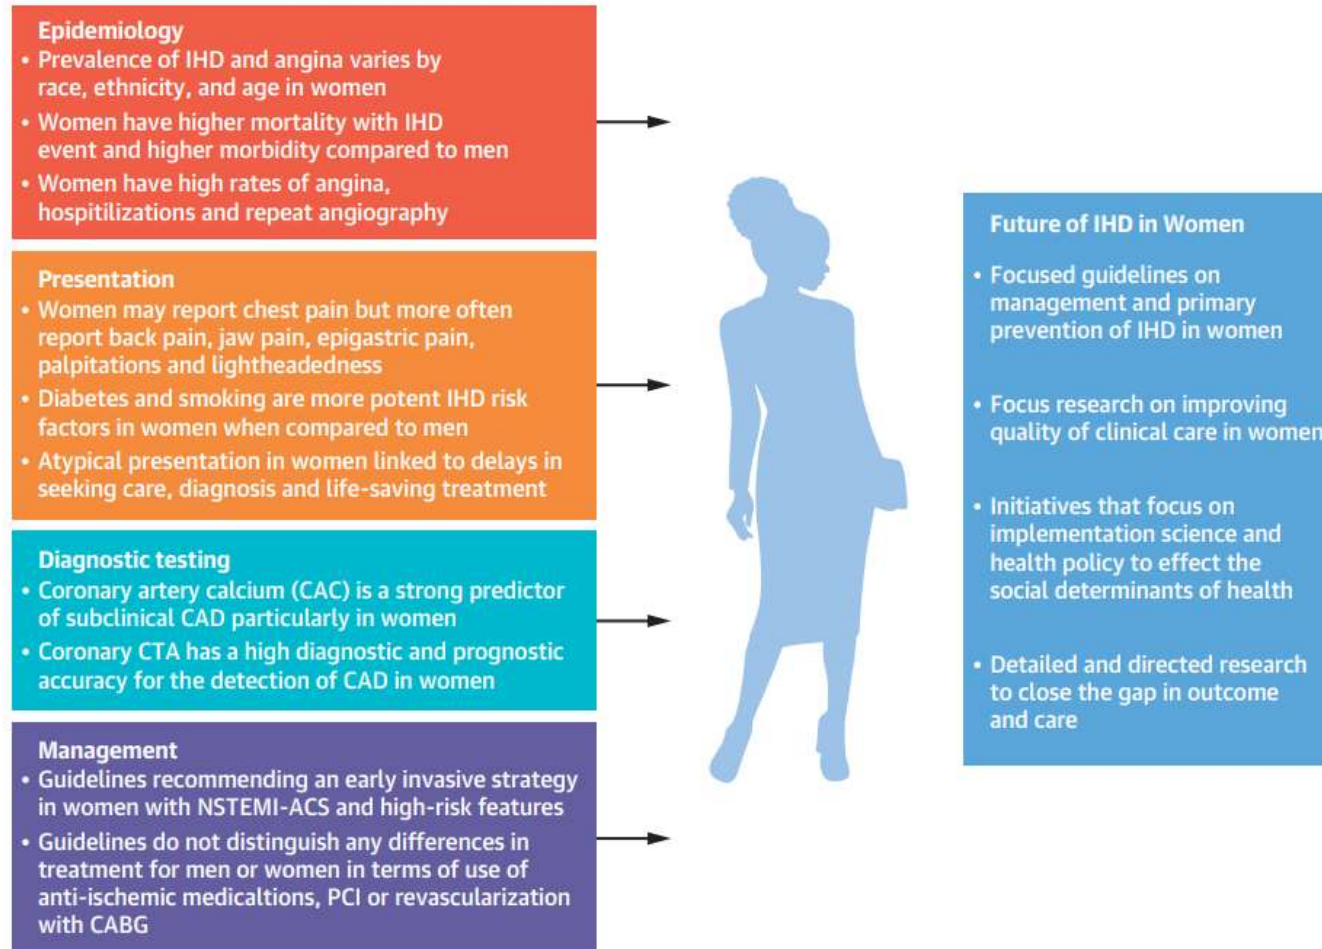 Epidemiology
• Prevalence of IHD and angina varies by
race, ethnicity, and age in women
• Women have higher mortality with IHD
event and higher morbidity compared to men
• Women have high rates of angina,
hospitilizations and repeat angiography
Presentation
• Women may report chest pain but more often
report back pain, jaw pain, epigastric pain,
palpitations and lightheadedness
• Diabetes and smoking are more potent IHD risk
factors in women when compared to men
• Atypical presentation in women linked to delays in
seeking care, diagnosis and life-saving treatment
Diagnostic testing
• Coronary artery calcium (CAC) is a strong predictor
of subclinical CAD particularly in women
• Coronary CTA has a high diagnostic and prognostic
accuracy for the detection of CAD in women
Management
• Guidelines recommending an early invasive strategy
in women with NSTEMI-ACS and high-risk features
• Guidelines do not distinguish any differences in
treatment for men or women in terms of use of
anti-ischemic medicaltions, PCI or revascularization
with CABG
Future of IHD in Women
• Focused guidelines on
management and primary
prevention of IHD in women
• Focus research on improving
quality of clinical care in women
• Initiatives that focus on
implementation science and
health policy to effect the
social determinants of health
• Detailed and directed research
to close the gap in outcome
and care